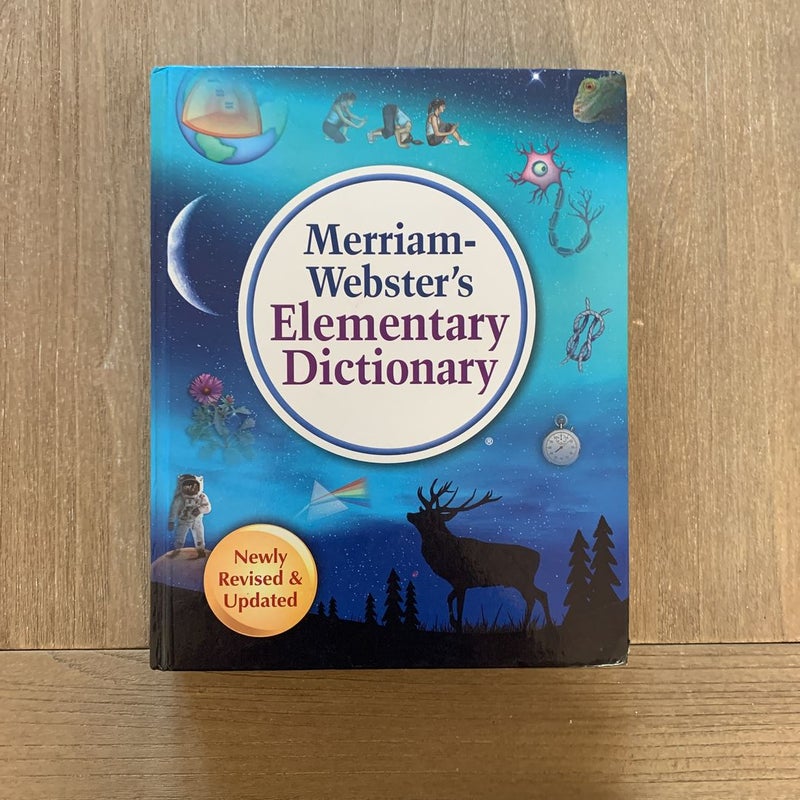 Merriam-
Webster's
Elementary
Dictionary
®
Newly
Revised &
Updated